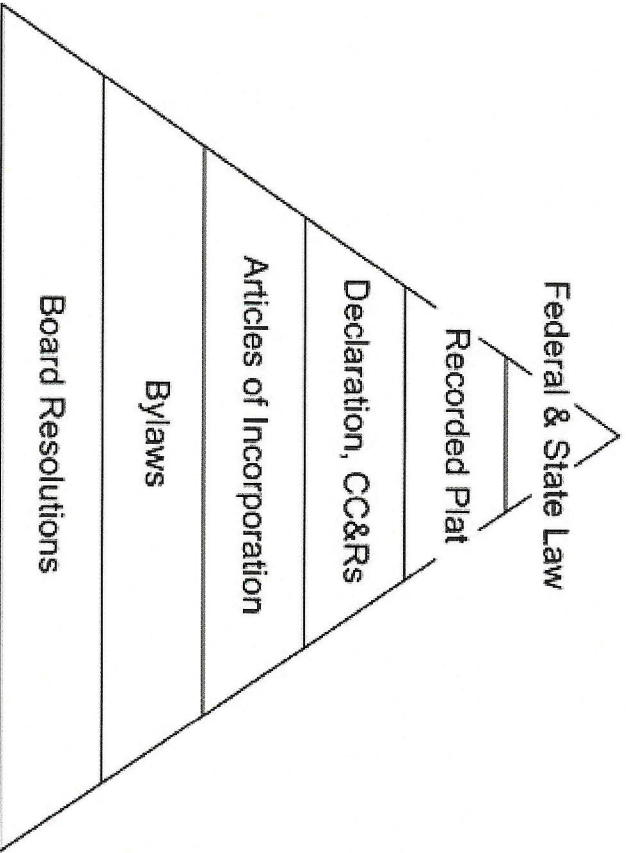 Federal & State Law
Recorded Plat
Declaration, CC&Rs
Articles of Incorporation
Bylaws
Board Resolutions